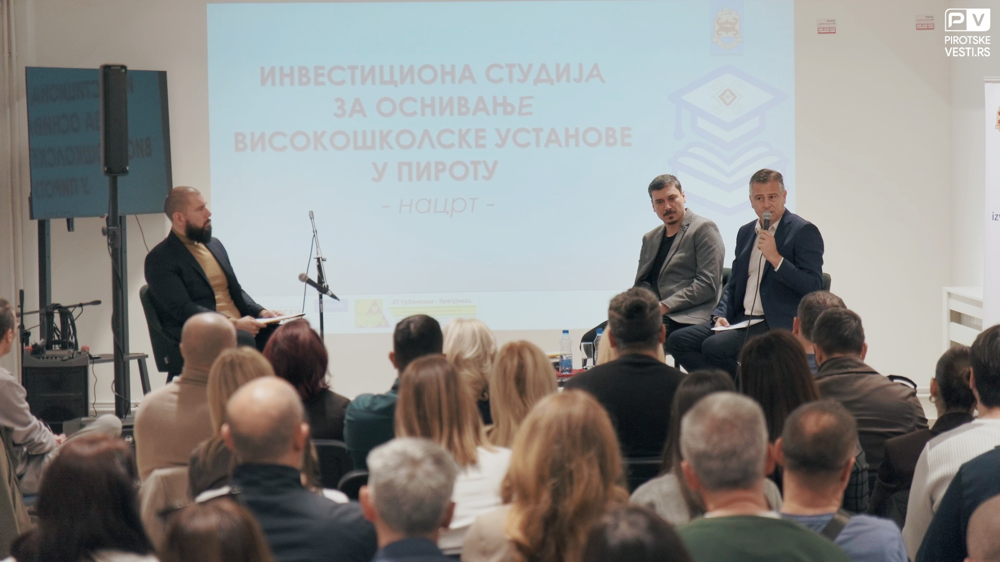 PV
PIROTSKE
VESTI.RS
ИНВЕСТИЦИОНА СТУДИЈА
ЗА ОСНИВАЊЕ
ВИСОКОШКОЛСКЕ УСТАНОВЕ
У ПИРОТУ
- нацрт -
ЈП Урбанизам - Крагујевац